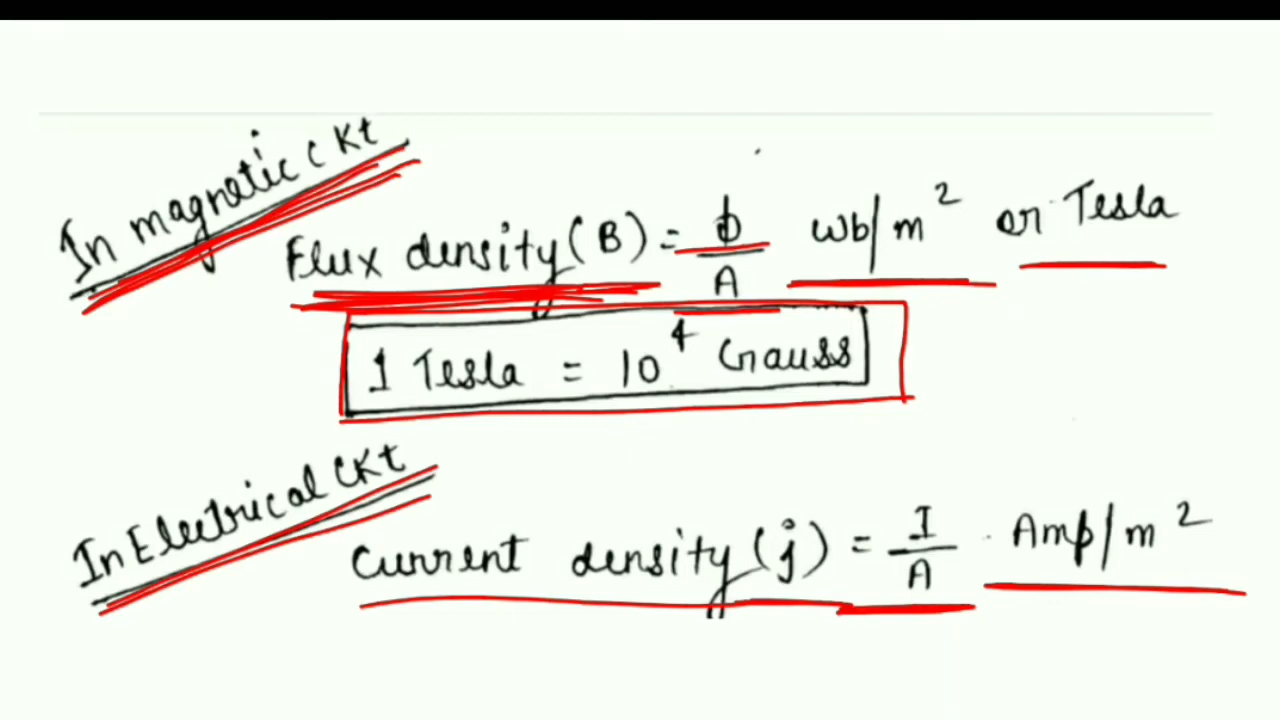 In magnetic CKt
Flux density (B) = ϕ/A Wb/m² or Tesla
1 Tesla = 10⁴ Gauss
In Electrical CKt
Current density (j) = I/A Amp/m²